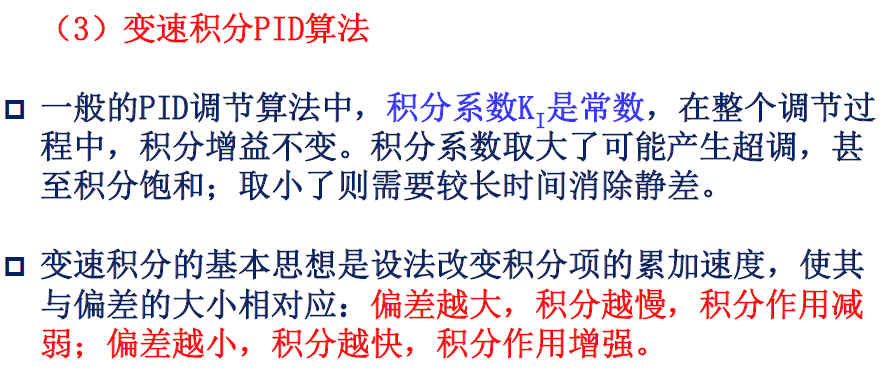 （3）变速积分PID算法
一般的PID调节算法中，积分系数KI是常数，在整个调节过
程中，积分增益不变。积分系数取大了可能产生超调，甚
至积分饱和；取小了则需要较长时间消除静差。
变速积分的基本思想是设法改变积分项的累加速度，使其
与偏差的大小相对应：偏差越大，积分越慢，积分作用减
弱；偏差越小，积分越快，积分作用增强。